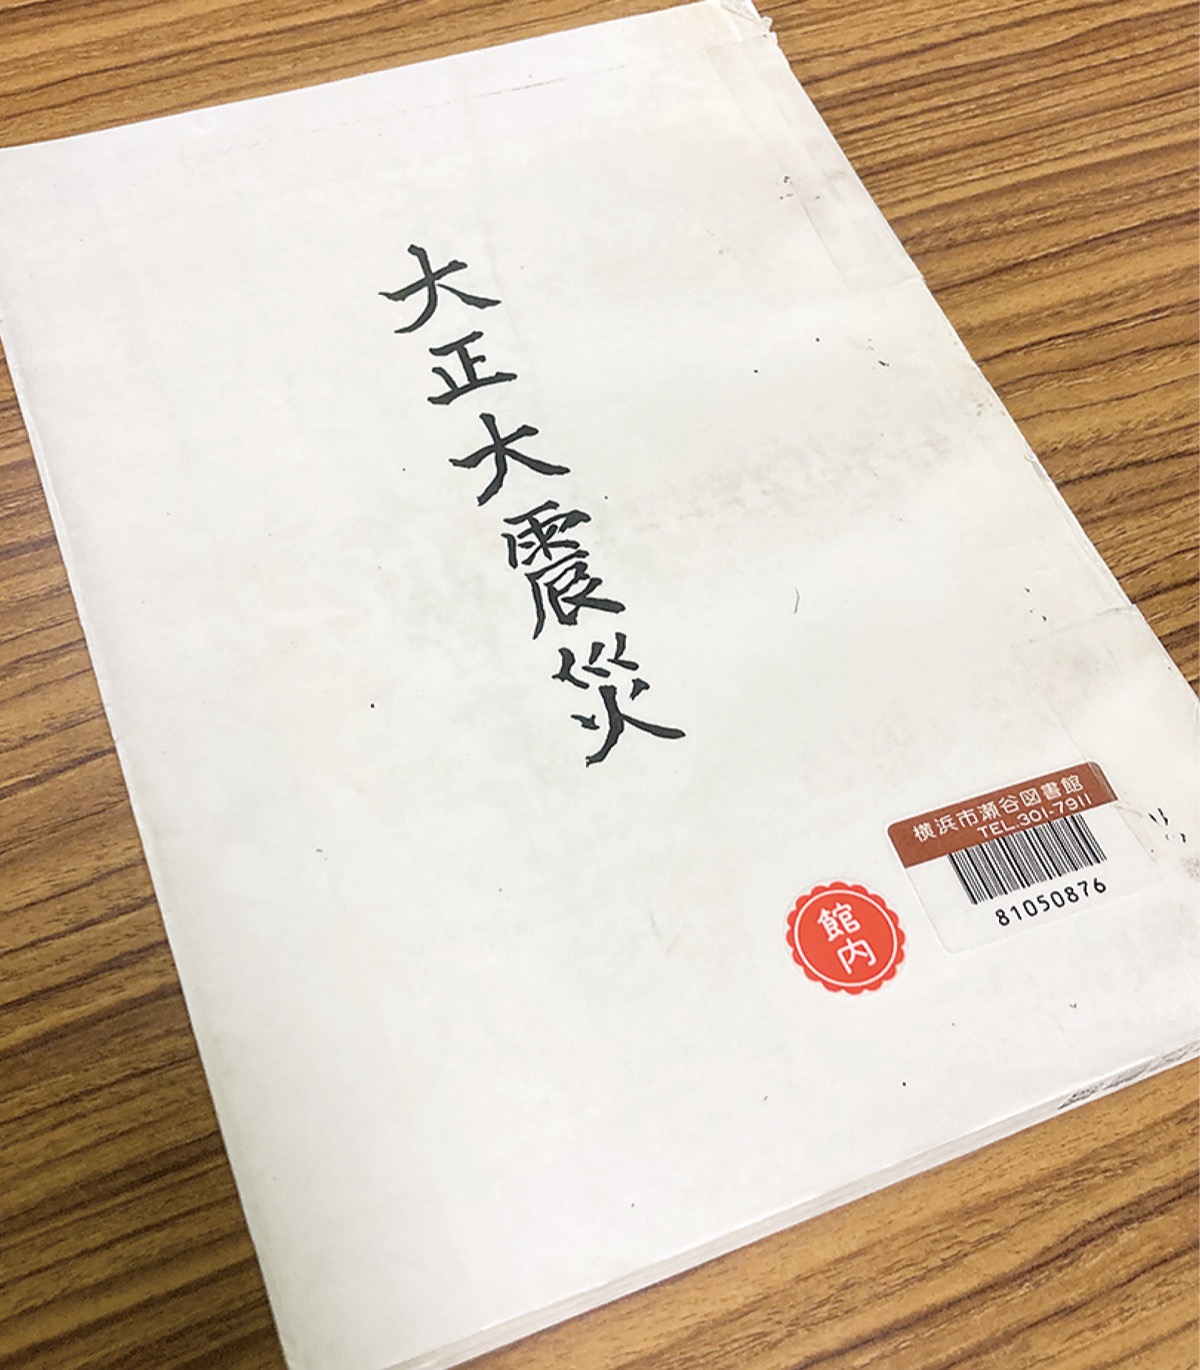 大正大震災
横浜市瀬谷図書館
TEL.301-7911
81050876
館
内